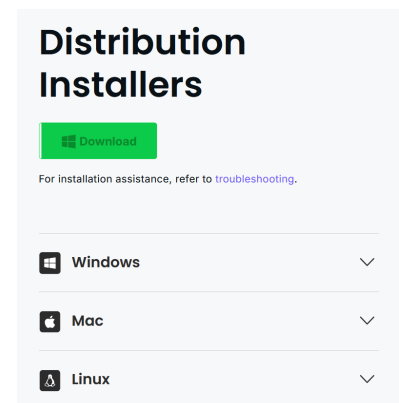 Distribution
Installers
Download
For installation assistance, refer to troubleshooting.
Windows
Mac
Linux